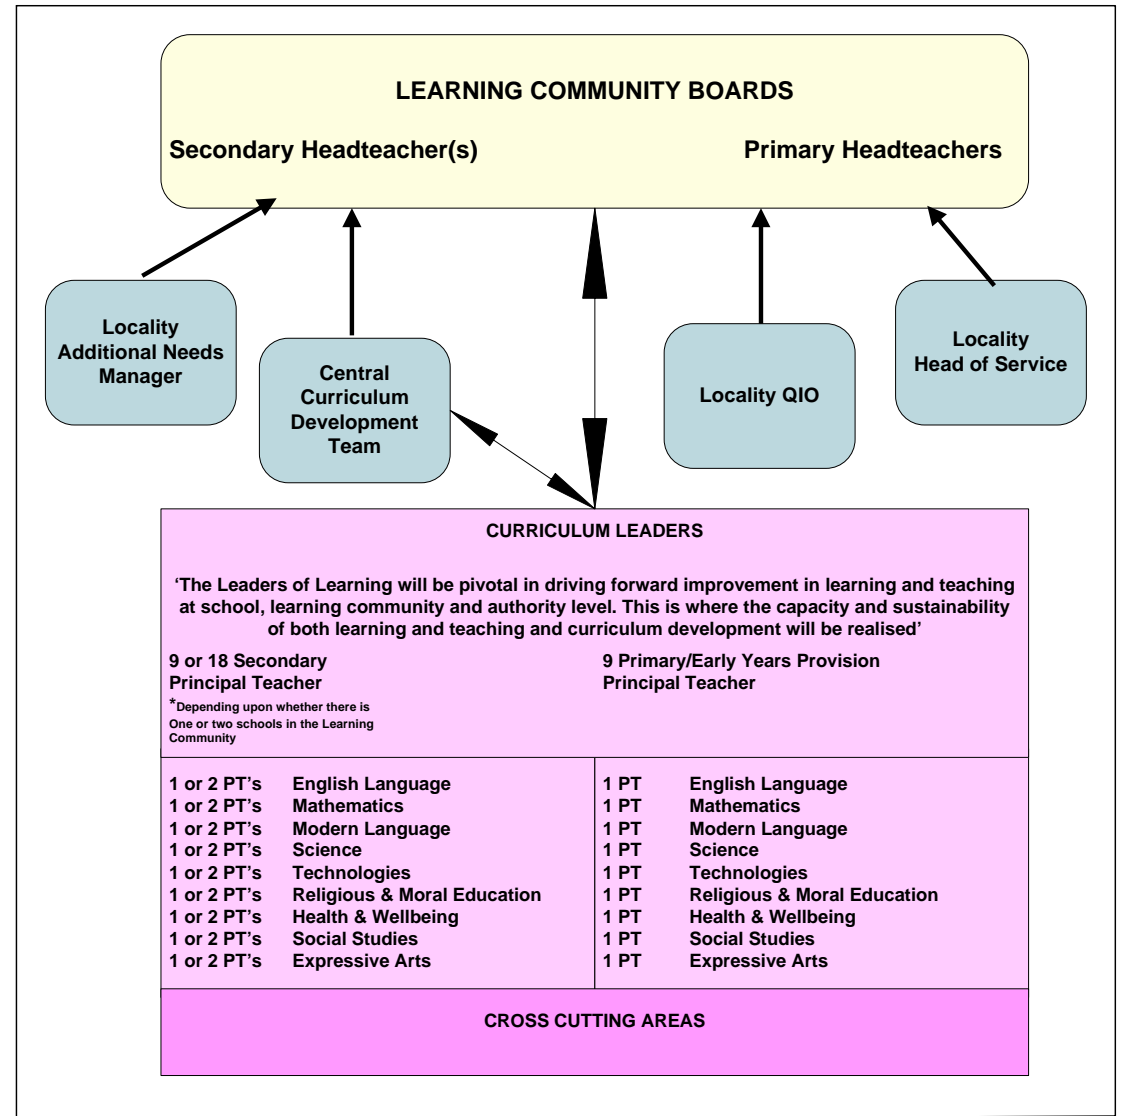 LEARNING COMMUNITY BOARDS
Secondary Headteacher(s)
Primary Headteachers
Locality
Additional Needs
Manager
Central
Curriculum
Development
Team
Locality QIO
Locality
Head of Service
CURRICULUM LEADERS
‘The Leaders of Learning will be pivotal in driving forward improvement in learning and teaching
at school, learning community and authority level. This is where the capacity and sustainability
of both learning and teaching and curriculum development will be realised’
9 or 18 Secondary
Principal Teacher
*Depending upon whether there is
One or two schools in the Learning
Community
9 Primary/Early Years Provision
Principal Teacher
1 or 2 PT’s English Language
1 or 2 PT’s Mathematics
1 or 2 PT’s Modern Language
1 or 2 PT’s Science
1 or 2 PT’s Technologies
1 or 2 PT’s Religious & Moral Education
1 or 2 PT’s Health & Wellbeing
1 or 2 PT’s Social Studies
1 or 2 PT’s Expressive Arts
1 PT English Language
1 PT Mathematics
1 PT Modern Language
1 PT Science
1 PT Technologies
1 PT Religious & Moral Education
1 PT Health & Wellbeing
1 PT Social Studies
1 PT Expressive Arts
CROSS CUTTING AREAS